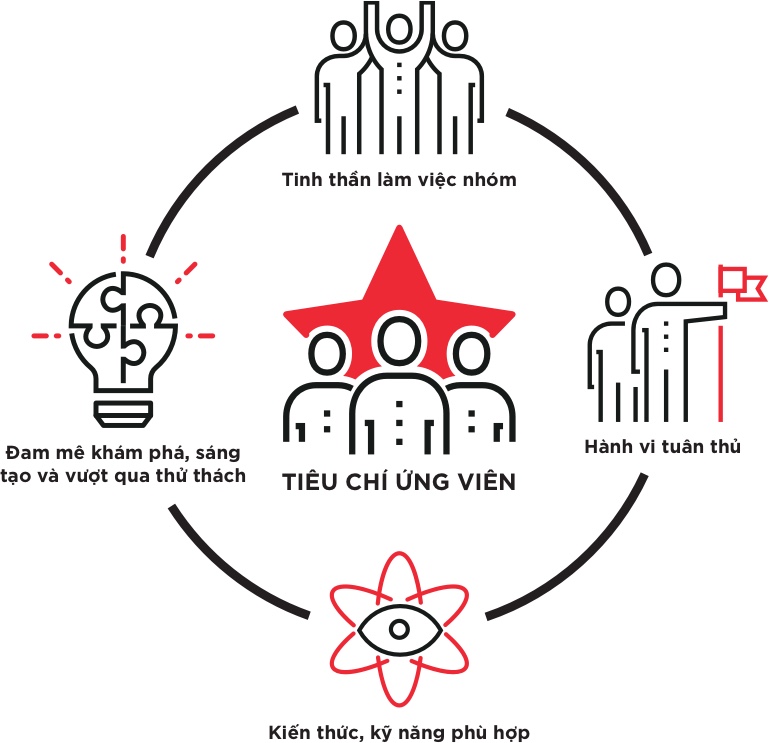 Tinh thần làm việc nhóm
Đam mê khám phá, sáng
tạo và vượt qua thử thách
TIÊU CHÍ ỨNG VIÊN
Hành vi tuân thủ
Kiến thức, kỹ năng phù hợp